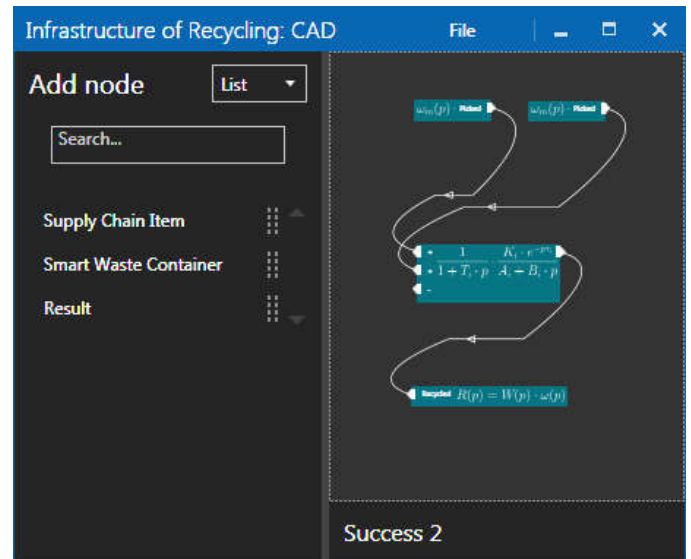 Infrastructure of Recycling: CAD
File
Add node
List
Search...
Supply Chain Item
Smart Waste Container
Result
ω_m(p) · Picked
ω_m(p) · Picked
+ 1 / (1 + T_i · p) · (K_i · e^{-pτ_i}) / (A_i + B_i · p)
+
-
Recycled R(p) = W(p) · ω(p)
Success 2